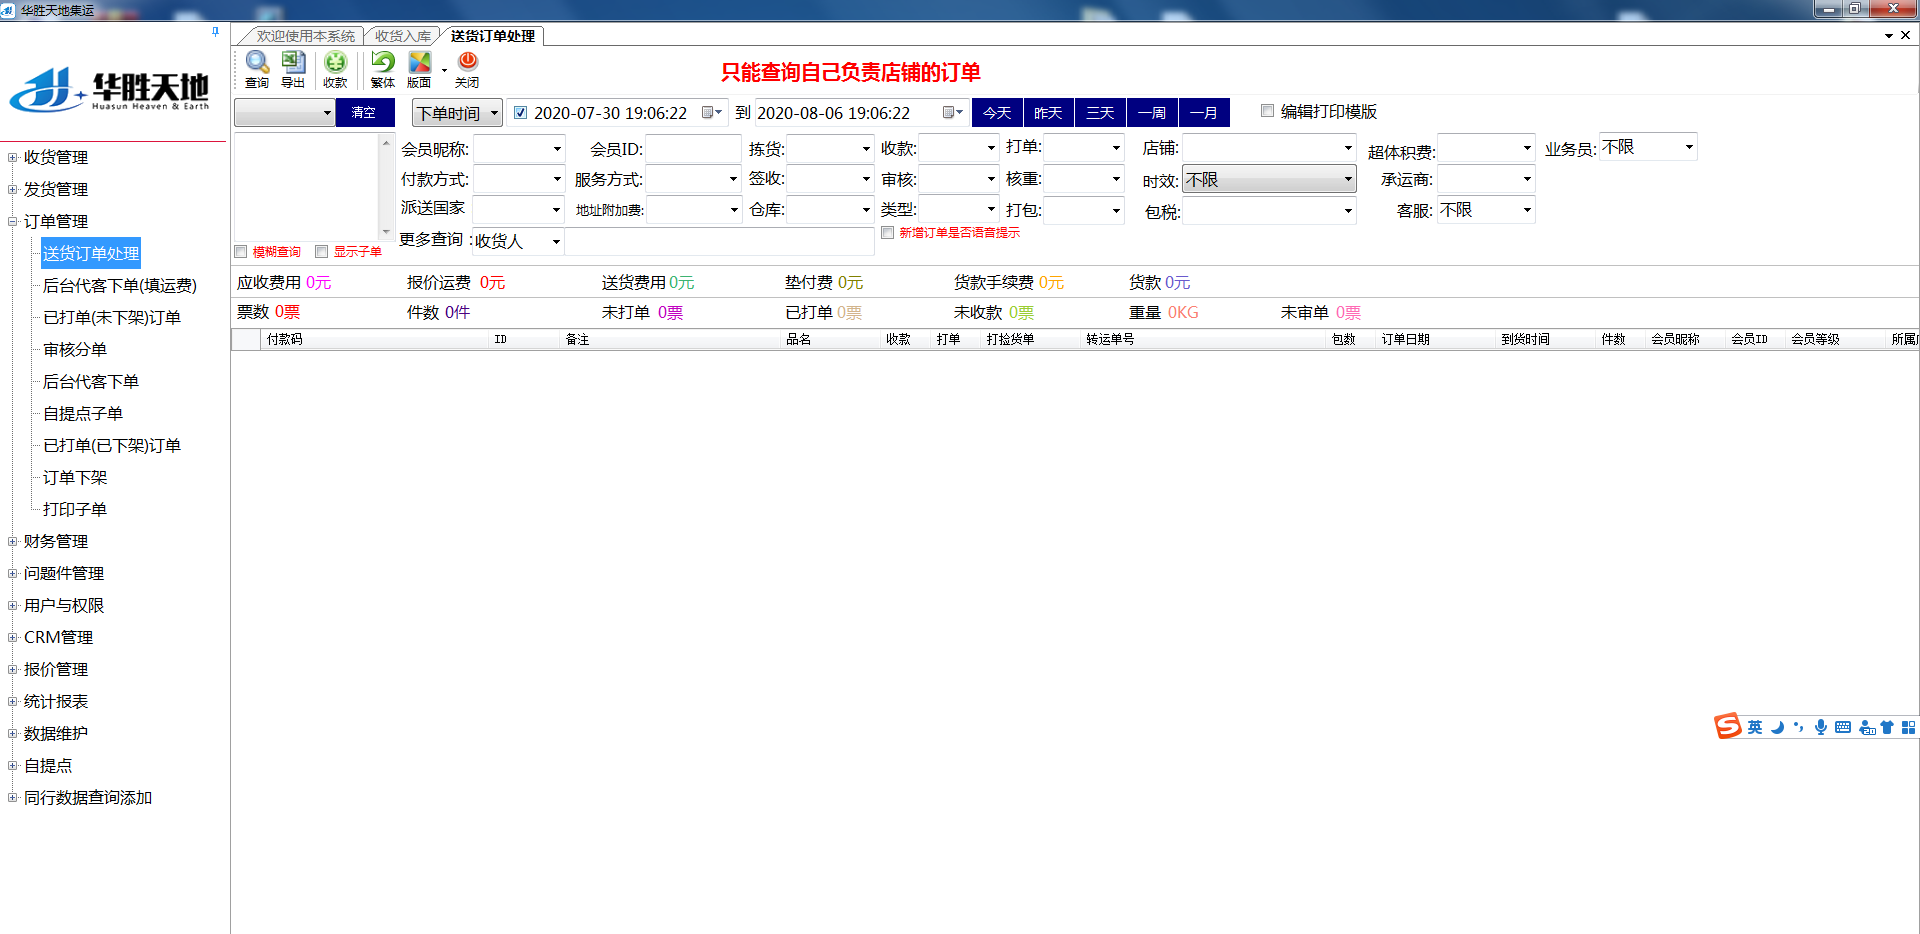 华胜天地集运
华胜天地
Huasun Heaven & Earth
收货管理
发货管理
订单管理
送货订单处理
后台代客下单(填运费)
已打单(未下架)订单
审核分单
后台代客下单
自提点子单
已打单(已下架)订单
订单下架
打印子单
财务管理
问题件管理
用户与权限
CRM管理
报价管理
统计报表
数据维护
自提点
同行数据查询添加
欢迎使用本系统 收货入库 送货订单处理
查询 导出 收款 繁体 版面 关闭
只能查询自己负责店铺的订单
清空 下单时间 2020-07-30 19:06:22 到 2020-08-06 19:06:22 今天 昨天 三天 一周 一月 编辑打印模版
会员昵称: 会员ID: 拣货: 收款: 打单: 店铺: 超体积费: 业务员: 不限
付款方式: 服务方式: 签收: 审核: 核重: 时效: 不限 承运商:
派送国家 地址附加费: 仓库: 类型: 打包: 包税: 客服: 不限
更多查询 : 收货人 新增订单是否语音提示
模糊查询 显示子单
应收费用 0元 报价运费 0元 送货费用 0元 垫付费 0元 货款手续费 0元 货款 0元
票数 0票 件数 0件 未打单 0票 已打单 0票 未收款 0票 重量 0KG 未审单 0票
付款码 ID 备注 品名 收款 打单 打捡货单 转运单号 包数 订单日期 到货时间 件数 会员昵称 会员ID 会员等级 所属
英